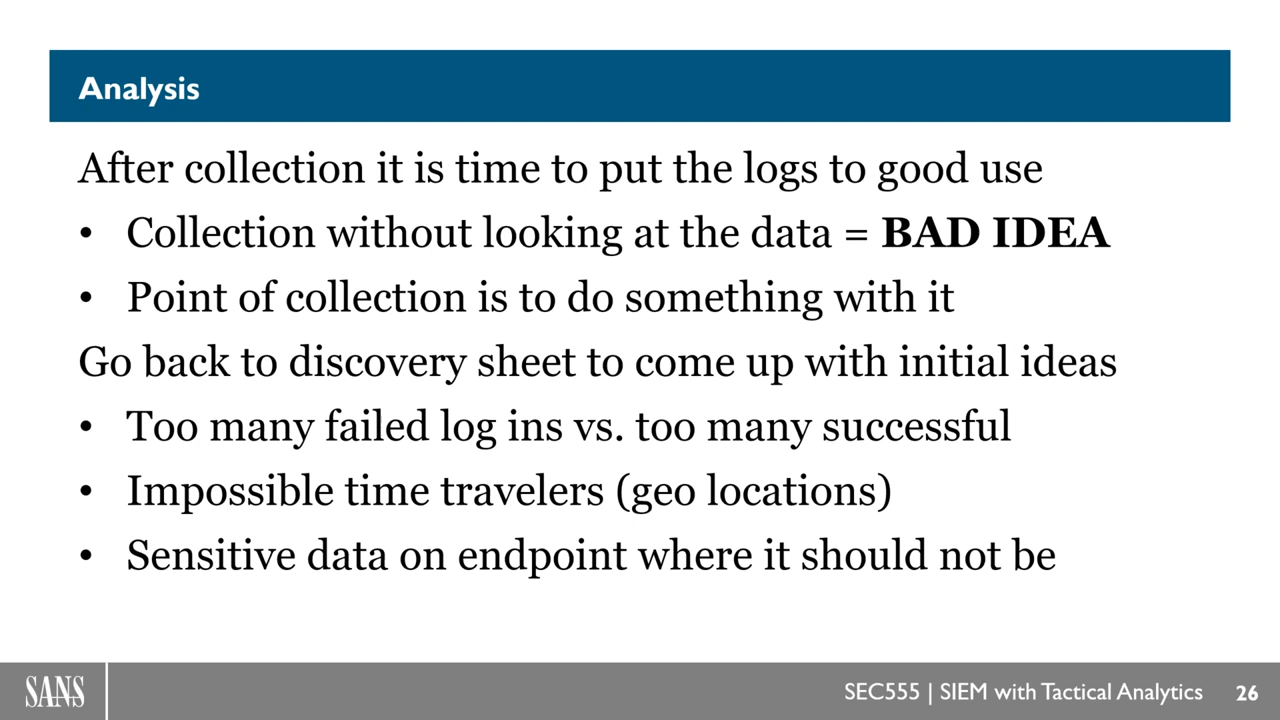 Analysis
After collection it is time to put the logs to good use
• Collection without looking at the data = BAD IDEA
• Point of collection is to do something with it
Go back to discovery sheet to come up with initial ideas
• Too many failed log ins vs. too many successful
• Impossible time travelers (geo locations)
• Sensitive data on endpoint where it should not be
SANS
SEC555 | SIEM with Tactical Analytics 26